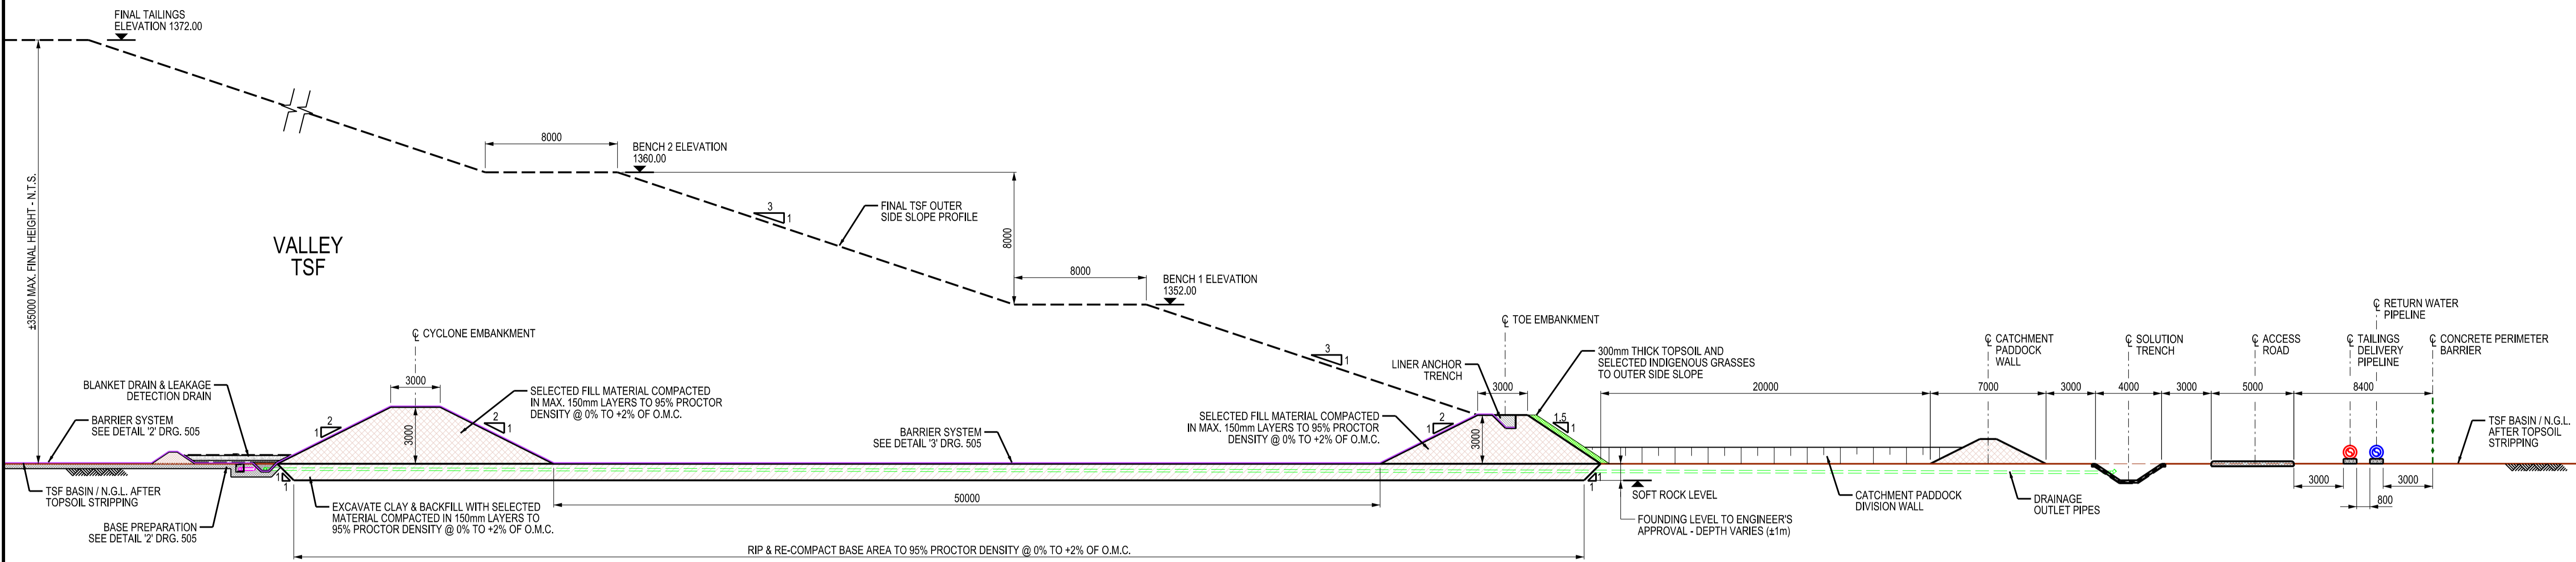 FINAL TAILINGS
ELEVATION 1372.00
±35000 MAX. FINAL HEIGHT - N.T.S.
VALLEY
TSF
8000
BENCH 2 ELEVATION
1360.00
3
1
FINAL TSF OUTER
SIDE SLOPE PROFILE
8000
8000
BENCH 1 ELEVATION
1352.00
3
1
BLANKET DRAIN & LEAKAGE
DETECTION DRAIN
BARRIER SYSTEM
SEE DETAIL '2' DRG. 505
TSF BASIN / N.G.L. AFTER
TOPSOIL STRIPPING
BASE PREPARATION
SEE DETAIL '2' DRG. 505
℄ CYCLONE EMBANKMENT
3000
2
1
3000
2
1
SELECTED FILL MATERIAL COMPACTED
IN MAX. 150mm LAYERS TO 95% PROCTOR
DENSITY @ 0% TO +2% OF O.M.C.
1
1
EXCAVATE CLAY & BACKFILL WITH SELECTED
MATERIAL COMPACTED IN 150mm LAYERS TO
95% PROCTOR DENSITY @ 0% TO +2% OF O.M.C.
BARRIER SYSTEM
SEE DETAIL '3' DRG. 505
50000
RIP & RE-COMPACT BASE AREA TO 95% PROCTOR DENSITY @ 0% TO +2% OF O.M.C.
℄ TOE EMBANKMENT
LINER ANCHOR
TRENCH
3000
SELECTED FILL MATERIAL COMPACTED
IN MAX. 150mm LAYERS TO 95% PROCTOR
DENSITY @ 0% TO +2% OF O.M.C.
2
1
3000
1.5
1
1
1
300mm THICK TOPSOIL AND
SELECTED INDIGENOUS GRASSES
TO OUTER SIDE SLOPE
SOFT ROCK LEVEL
FOUNDING LEVEL TO ENGINEER'S
APPROVAL - DEPTH VARIES (±1m)
20000
CATCHMENT PADDOCK
DIVISION WALL
℄ CATCHMENT
PADDOCK
WALL
7000
3000
℄ SOLUTION
TRENCH
4000
3000
DRAINAGE
OUTLET PIPES
℄ ACCESS
ROAD
5000
℄ TAILINGS
DELIVERY
PIPELINE
℄ RETURN WATER
PIPELINE
8400
℄ CONCRETE PERIMETER
BARRIER
3000
800
3000
TSF BASIN / N.G.L.
AFTER TOPSOIL
STRIPPING